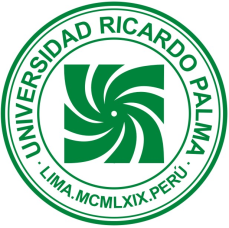 UNIVERSIDAD RICARDO PALMA
· LIMA.MCMLXIX.PERÚ ·